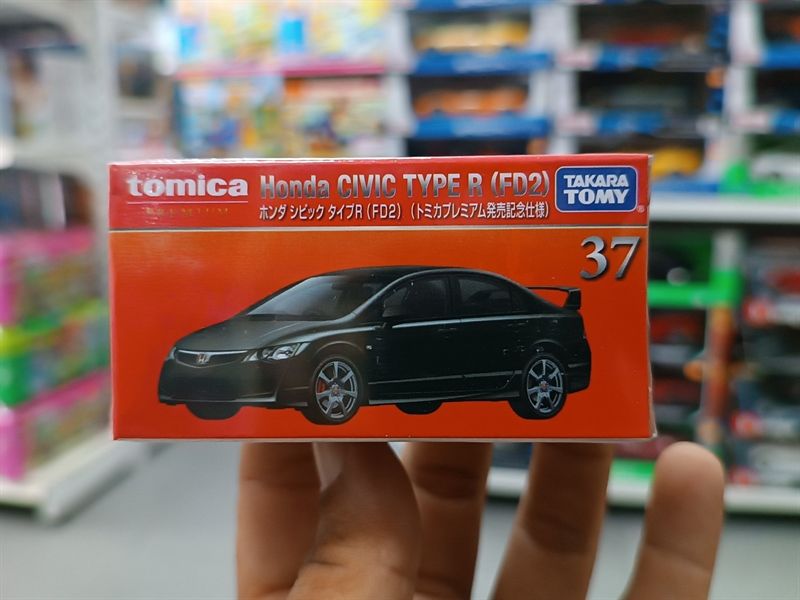 tomica
PREMIUM
Honda CIVIC TYPE R (FD2)
ホンダ シビック タイプR (FD2) (トミカプレミアム発売記念仕様)
TAKARA
TOMY®
37